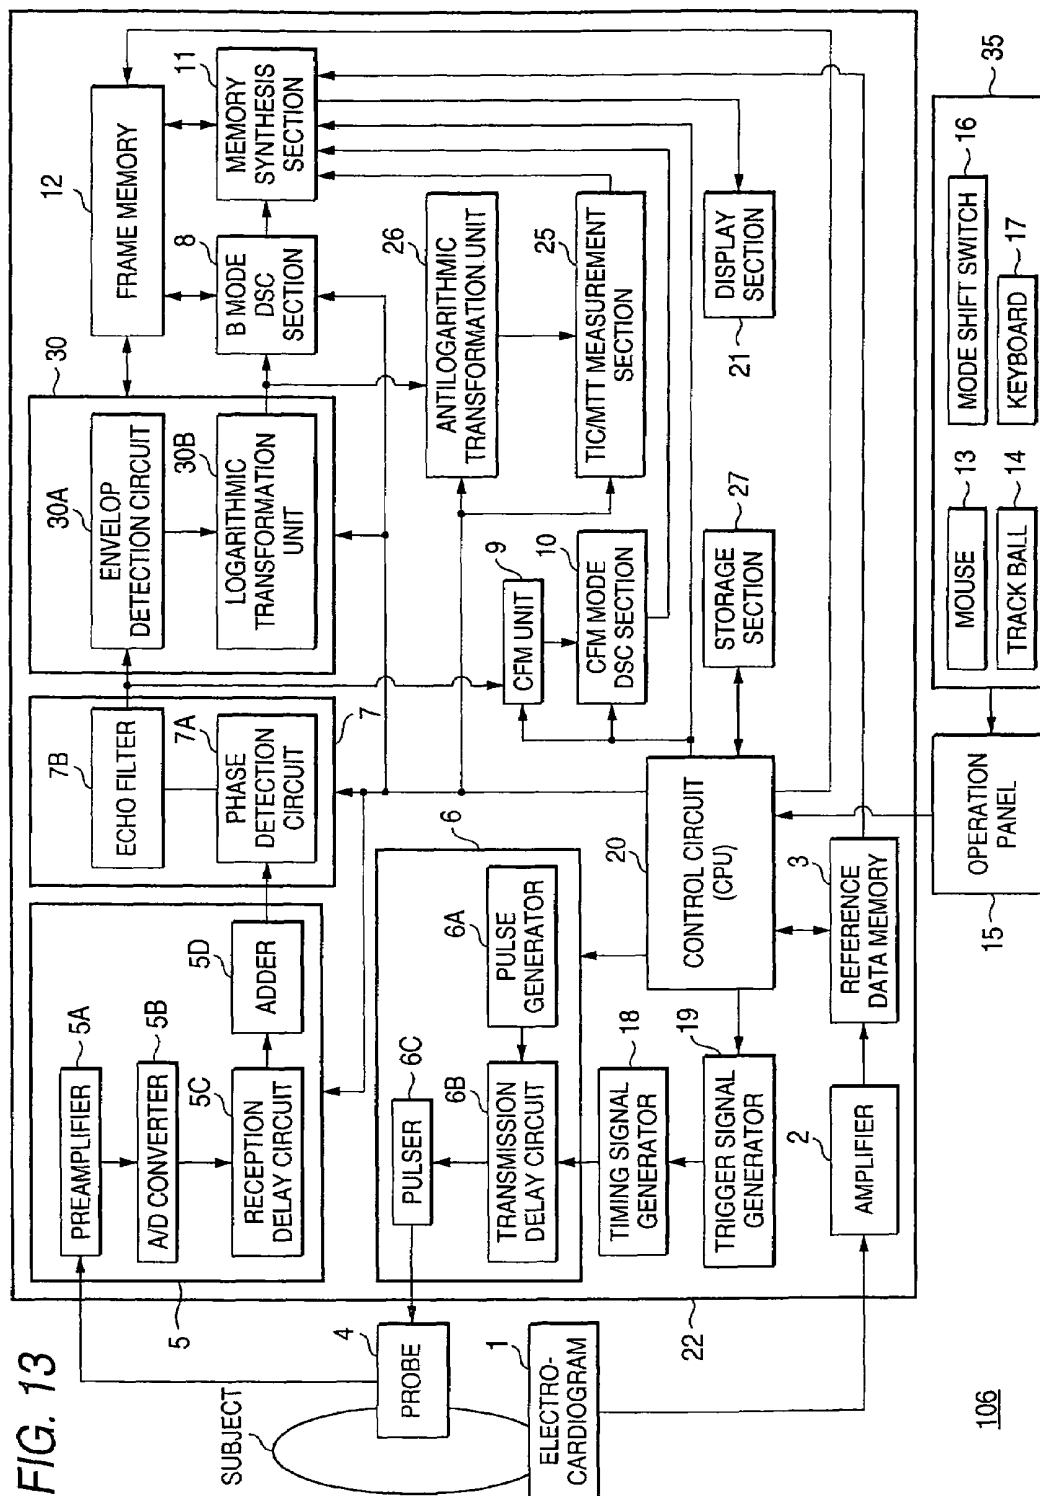 FIG. 13
SUBJECT
PROBE
4
1
ELECTRO-
CARDIOGRAM
106
5
PREAMPLIFIER
5A
A/D CONVERTER
5B
RECEPTION
DELAY CIRCUIT
5C
ADDER
5D
ECHO FILTER
7B
PHASE
DETECTION
CIRCUIT
7A
7
30
30A
ENVELOP
DETECTION CIRCUIT
30B
LOGARITHMIC
TRANSFORMATION
UNIT
FRAME MEMORY
12
B MODE
DSC
SECTION
8
MEMORY
SYNTHESIS
SECTION
11
6
PULSER
6C
TRANSMISSION
DELAY CIRCUIT
6B
PULSE
GENERATOR
6A
CFM UNIT
9
CFM MODE
DSC SECTION
10
ANTILOGARITHMIC
TRANSFORMATION UNIT
26
TIC/MTT MEASUREMENT
SECTION
25
TIMING SIGNAL
GENERATOR
18
TRIGGER SIGNAL
GENERATOR
19
CONTROL CIRCUIT
(CPU)
20
STORAGE
SECTION
27
DISPLAY
SECTION
21
AMPLIFIER
2
REFERENCE
DATA MEMORY
3
22
OPERATION
PANEL
15
MOUSE
13
TRACK BALL
14
MODE SHIFT SWITCH
16
KEYBOARD
17
35